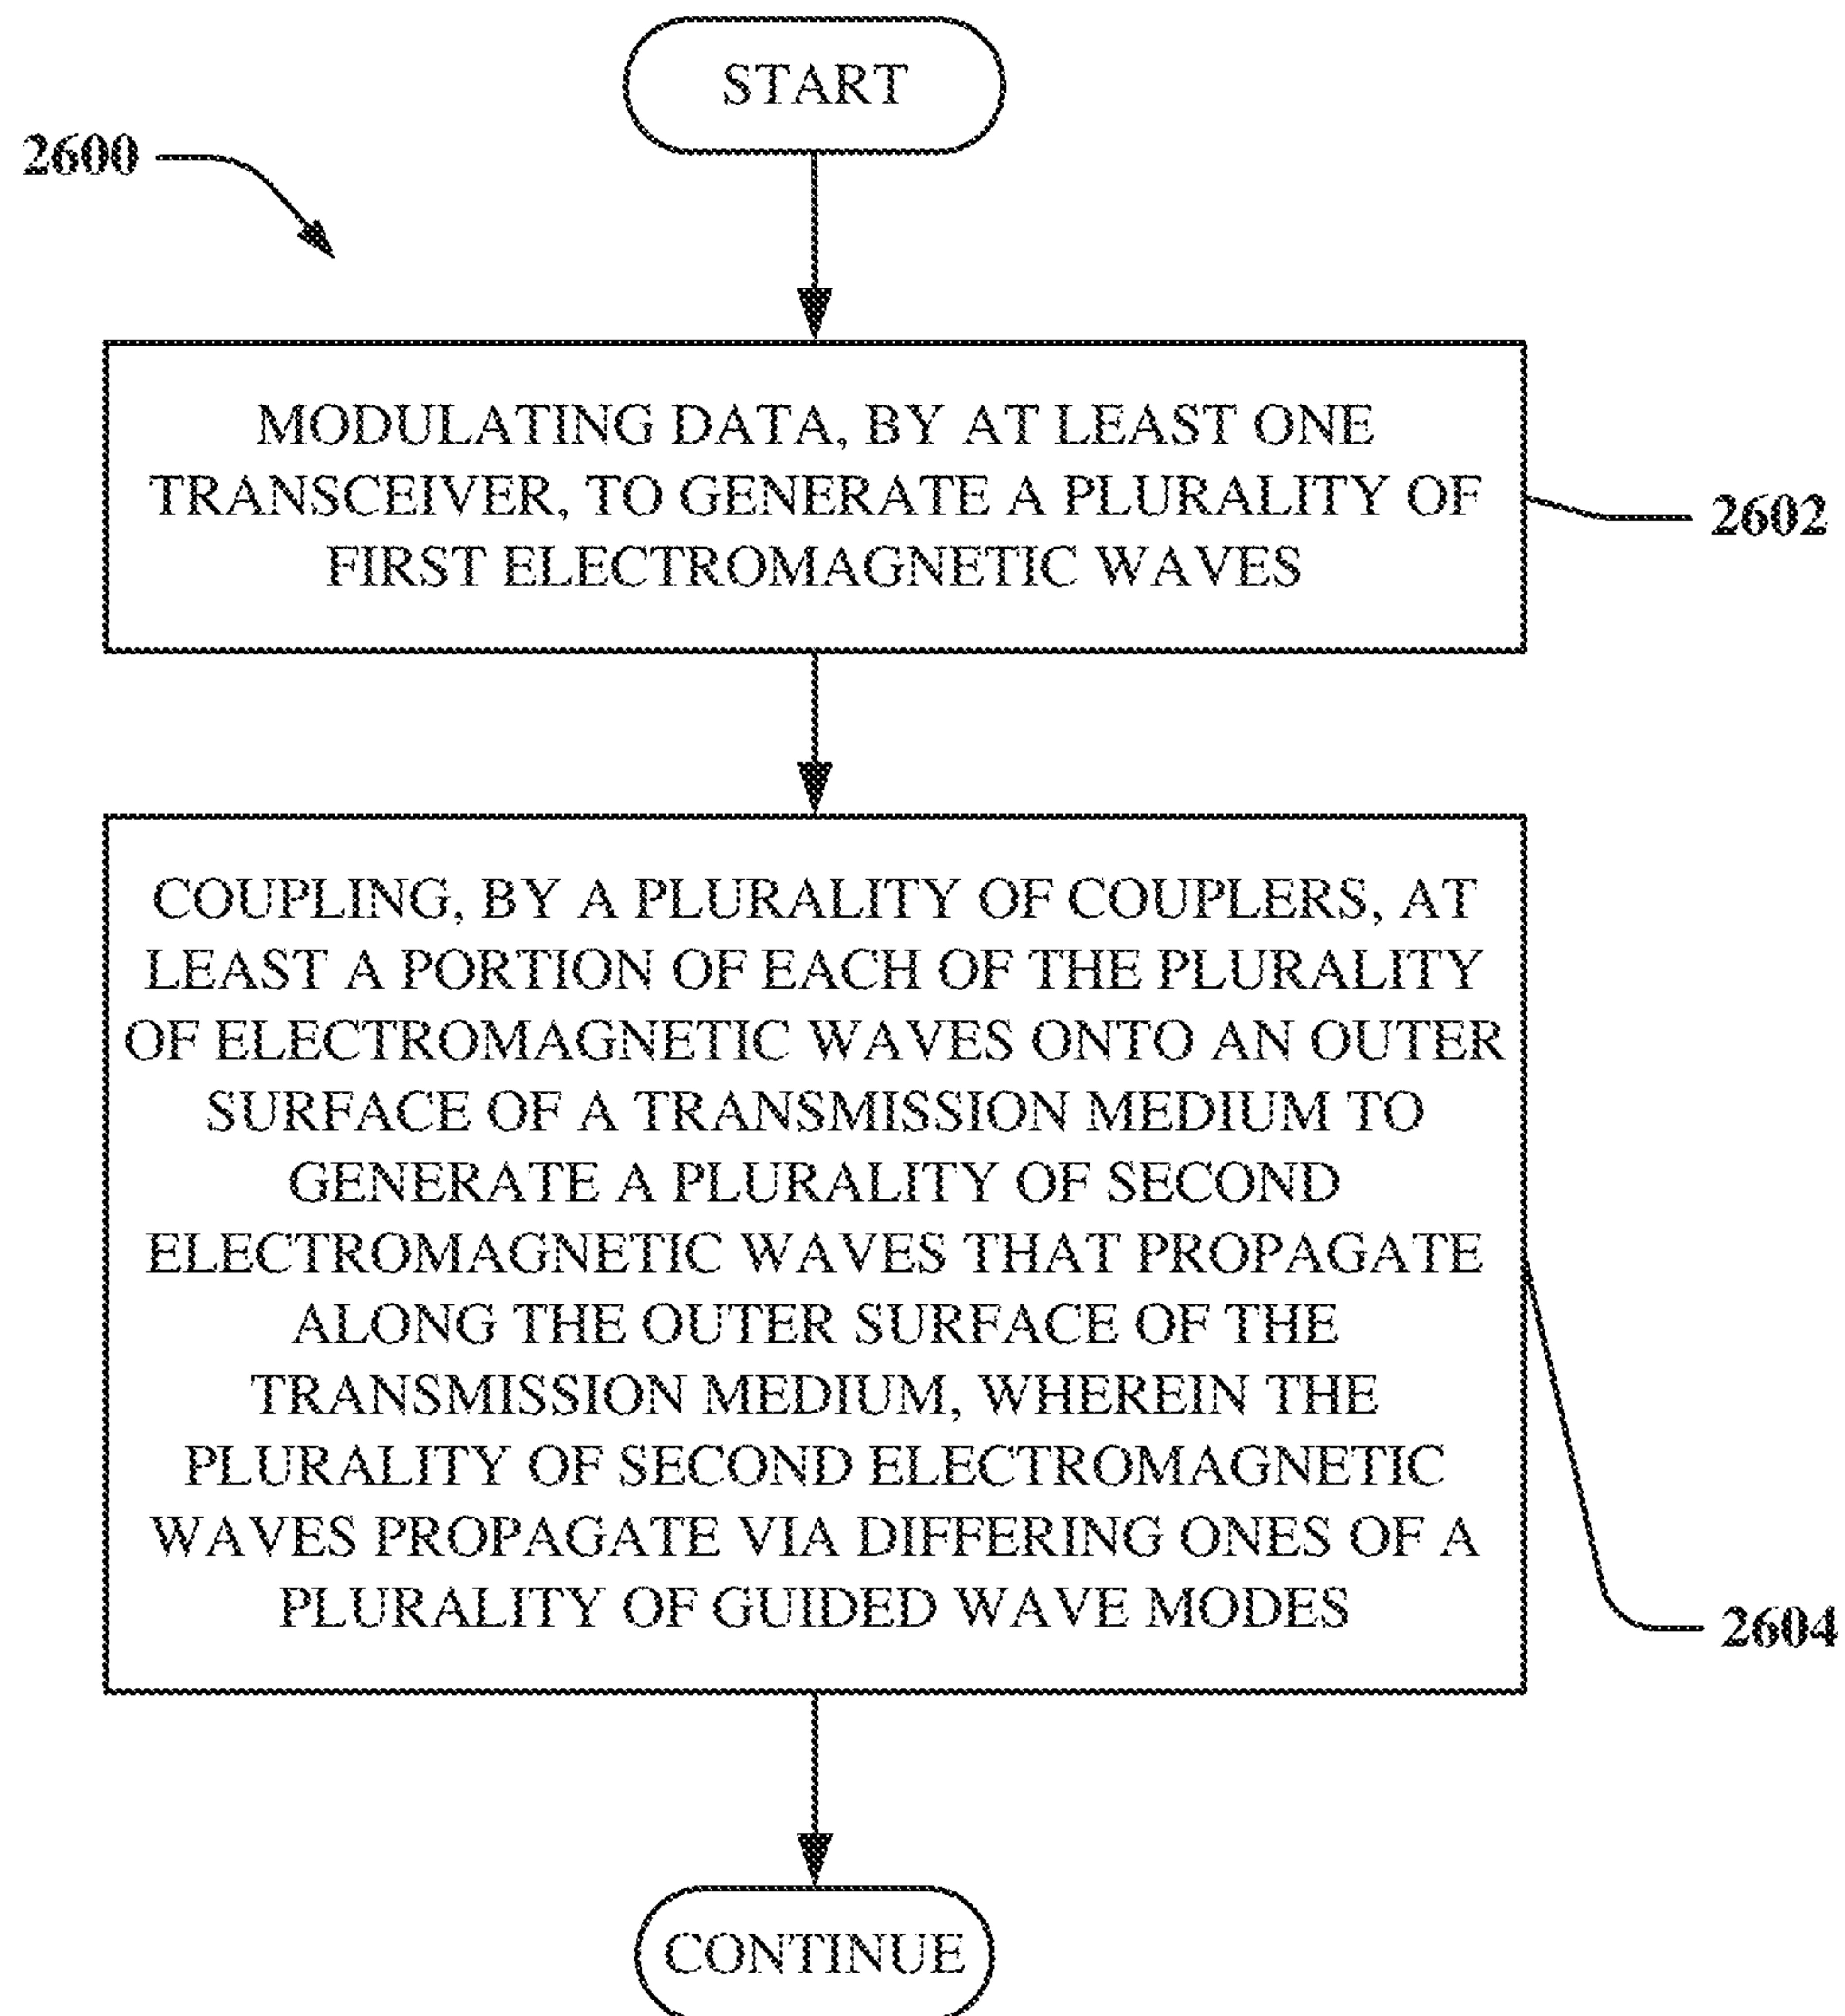 START
2600
MODULATING DATA, BY AT LEAST ONE
TRANSCEIVER, TO GENERATE A PLURALITY OF
FIRST ELECTROMAGNETIC WAVES
2602
COUPLING, BY A PLURALITY OF COUPLERS, AT
LEAST A PORTION OF EACH OF THE PLURALITY
OF ELECTROMAGNETIC WAVES ONTO AN OUTER
SURFACE OF A TRANSMISSION MEDIUM TO
GENERATE A PLURALITY OF SECOND
ELECTROMAGNETIC WAVES THAT PROPAGATE
ALONG THE OUTER SURFACE OF THE
TRANSMISSION MEDIUM, WHEREIN THE
PLURALITY OF SECOND ELECTROMAGNETIC
WAVES PROPAGATE VIA DIFFERING ONES OF A
PLURALITY OF GUIDED WAVE MODES
2604
CONTINUE